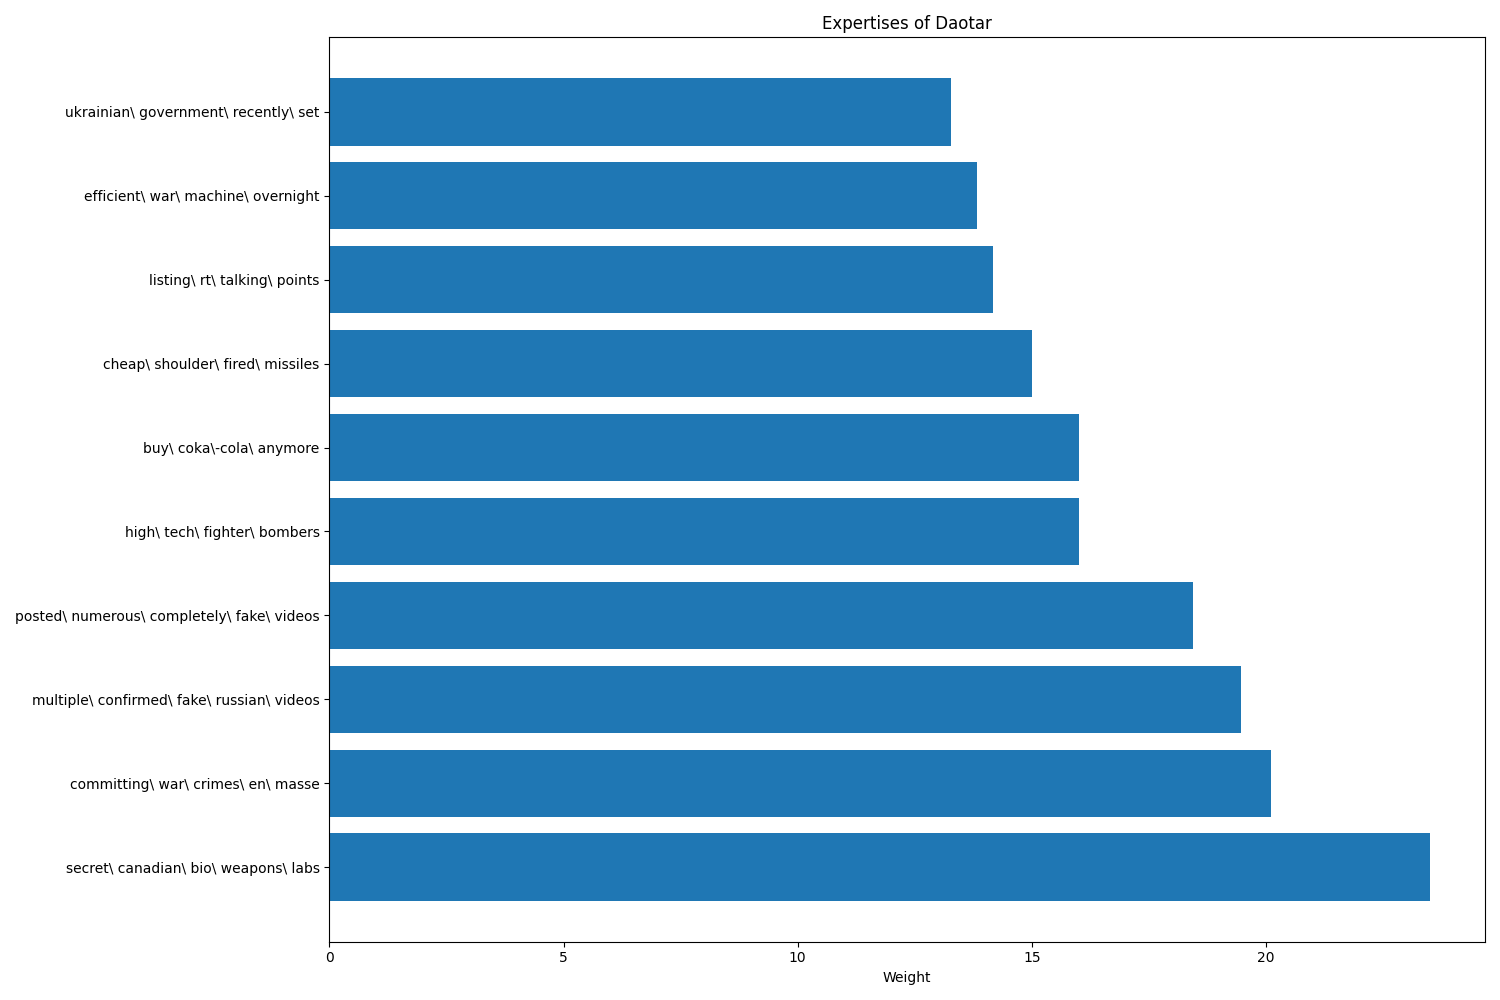 Expertises of Daotar
ukrainian\ government\ recently\ set
efficient\ war\ machine\ overnight
listing\ rt\ talking\ points
cheap\ shoulder\ fired\ missiles
buy\ coka\-cola\ anymore
high\ tech\ fighter\ bombers
posted\ numerous\ completely\ fake\ videos
multiple\ confirmed\ fake\ russian\ videos
committing\ war\ crimes\ en\ masse
secret\ canadian\ bio\ weapons\ labs
0 5 10 15 20
Weight